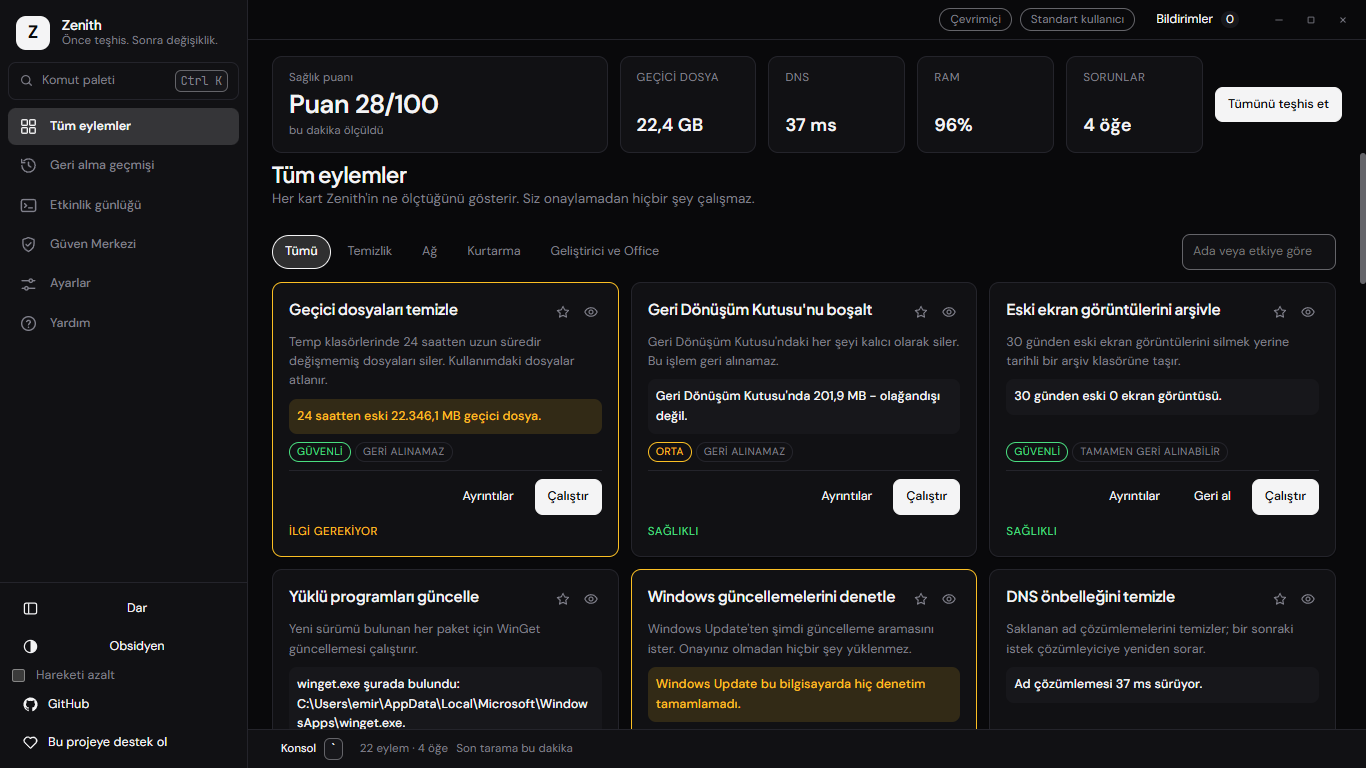 Z
Zenith
Önce teşhis. Sonra değişiklik.
Komut paleti
Ctrl K
Tüm eylemler
Geri alma geçmişi
Etkinlik günlüğü
Güven Merkezi
Ayarlar
Yardım
Dar
Obsidyen
Hareketi azalt
GitHub
Bu projeye destek ol
Çevrimiçi
Standart kullanıcı
Bildirimler 0
Sağlık puanı
Puan 28/100
bu dakika ölçüldü
GEÇİCİ DOSYA
22,4 GB
DNS
37 ms
RAM
96%
SORUNLAR
4 öğe
Tümünü teşhis et
Tüm eylemler
Her kart Zenith'in ne ölçtüğünü gösterir. Siz onaylamadan hiçbir şey çalışmaz.
Tümü
Temizlik
Ağ
Kurtarma
Geliştirici ve Office
Ada veya etkiye göre
Geçici dosyaları temizle
Temp klasörlerinde 24 saatten uzun süredir
değişmemiş dosyaları siler. Kullanımdaki dosyalar
atlanır.
24 saatten eski 22.346,1 MB geçici dosya.
GÜVENLİ
GERİ ALINAMAZ
Ayrıntılar
Çalıştır
İLGİ GEREKİYOR
Geri Dönüşüm Kutusu'nu boşalt
Geri Dönüşüm Kutusu'ndaki her şeyi kalıcı olarak siler.
Bu işlem geri alınamaz.
Geri Dönüşüm Kutusu'nda 201,9 MB - olağandışı
değil.
ORTA
GERİ ALINAMAZ
Ayrıntılar
Çalıştır
SAĞLIKLI
Eski ekran görüntülerini arşivle
30 günden eski ekran görüntülerini silmek yerine
tarihli bir arşiv klasörüne taşır.
30 günden eski 0 ekran görüntüsü.
GÜVENLİ
TAMAMEN GERİ ALINABİLİR
Ayrıntılar
Geri al
Çalıştır
SAĞLIKLI
Yüklü programları güncelle
Yeni sürümü bulunan her paket için WinGet
güncellemesi çalıştırır.
winget.exe şurada bulundu:
C:\Users\emir\AppData\Local\Microsoft\Window
sApps\winget.exe.
Windows güncellemelerini denetle
Windows Update'ten şimdi güncelleme aramasını
ister. Onayınız olmadan hiçbir şey yüklenmez.
Windows Update bu bilgisayarda hiç denetim
tamamlamadı.
DNS önbelleğini temizle
Saklanan ad çözümlemelerini temizler; bir sonraki
istek çözümleyiciye yeniden sorar.
Ad çözümlemesi 37 ms sürüyor.
Konsol `
22 eylem · 4 öğe
Son tarama bu dakika